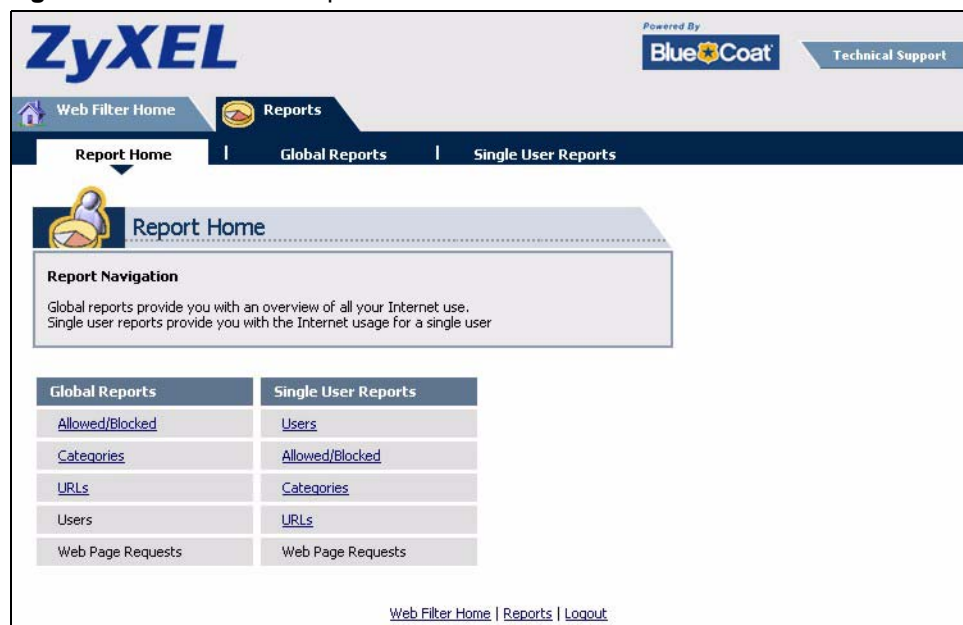 ZyXEL
Powered By
Blue Coat
Technical Support
Web Filter Home
Reports
Report Home | Global Reports | Single User Reports
Report Home
Report Navigation
Global reports provide you with an overview of all your Internet use.
Single user reports provide you with the Internet usage for a single user
Global Reports Single User Reports
Allowed/Blocked Users
Categories Allowed/Blocked
URLs Categories
Users URLs
Web Page Requests Web Page Requests
Web Filter Home | Reports | Logout